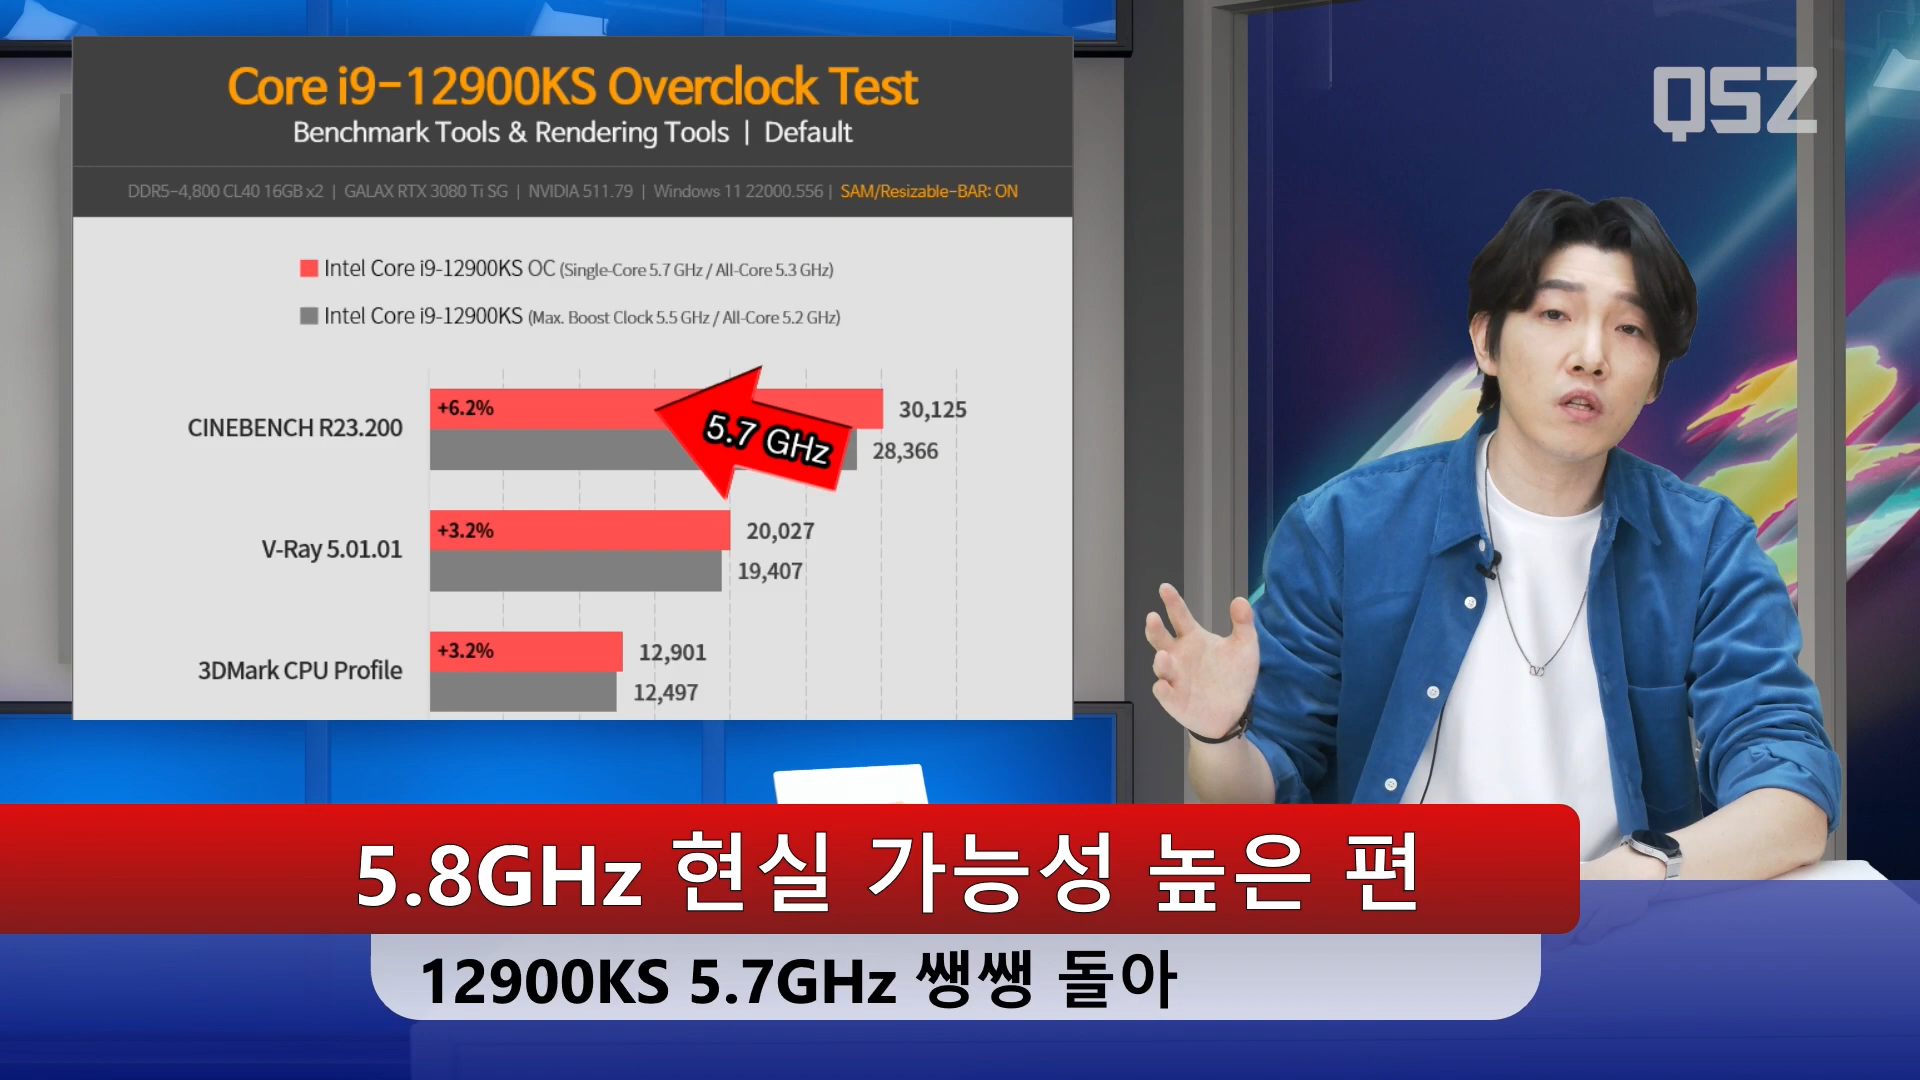 Core i9-12900KS Overclock Test
Benchmark Tools & Rendering Tools | Default
DDR5-4,800 CL40 16GB x2 | GALAX RTX 3080 Ti SG | NVIDIA 511.79 | Windows 11 22000.556 | SAM/Resizable-BAR: ON
QSZ
Intel Core i9-12900KS OC (Single-Core 5.7 GHz / All-Core 5.3 GHz)
Intel Core i9-12900KS (Max. Boost Clock 5.5 GHz / All-Core 5.2 GHz)
CINEBENCH R23.200
+6.2%
30,125
5.7 GHz
28,366
V-Ray 5.01.01
+3.2%
20,027
19,407
3DMark CPU Profile
+3.2%
12,901
12,497
5.8GHz 현실 가능성 높은 편
12900KS 5.7GHz 쌩쌩 돌아